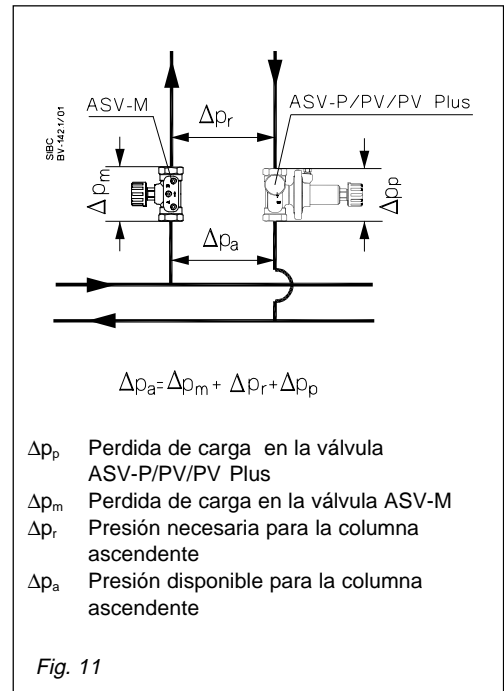 SIBC
BV-1421/01
ASV-M
Δpr
ASV-P/PV/PV Plus
Δpm
Δpp
Δpa
Δpa=Δpm + Δpr+Δpp
Δpp Perdida de carga en la válvula
ASV-P/PV/PV Plus
Δpm Perdida de carga en la válvula ASV-M
Δpr Presión necesaria para la columna
ascendente
Δpa Presión disponible para la columna
ascendente
Fig. 11